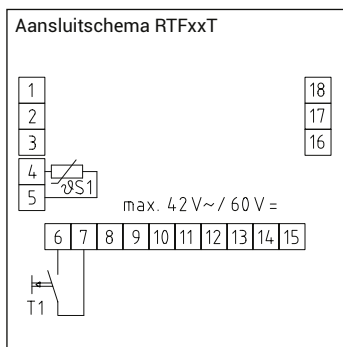 Aansluitschema RTFxxT
1
18
2
17
3
16
4
ϑS1
5
max. 42 V~ / 60 V =
6 7 8 9 10 11 12 13 14 15
T1